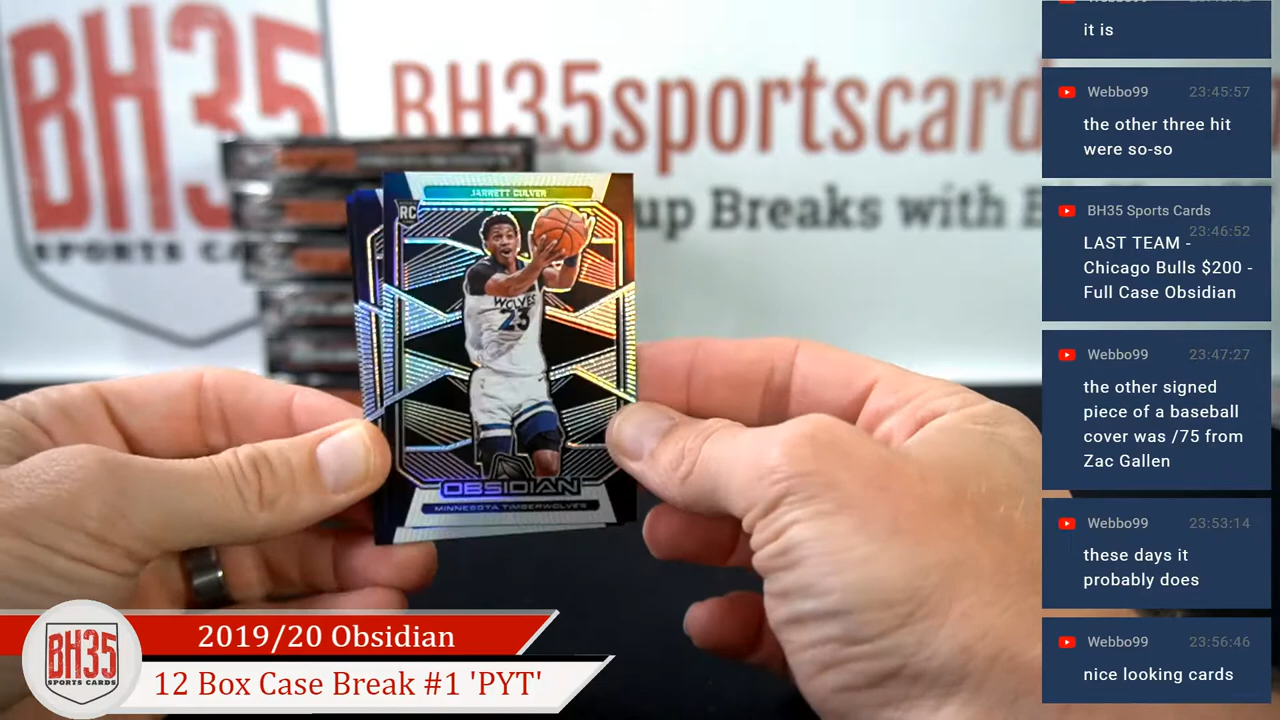 BH35
SPORTS CA
BH35sportscard
up Breaks with
JARRETT CULVER
RC
WOLVES
23
OBSIDIAN
MINNESOTA TIMBERWOLVES
BH35
SPORTS CARDS
2019/20 Obsidian
12 Box Case Break #1 'PYT'
it is
Webbo99 23:45:57
the other three hit
were so-so
BH35 Sports Cards
23:46:52
LAST TEAM -
Chicago Bulls $200 -
Full Case Obsidian
Webbo99 23:47:27
the other signed
piece of a baseball
cover was /75 from
Zac Gallen
Webbo99 23:53:14
these days it
probably does
Webbo99 23:56:46
nice looking cards